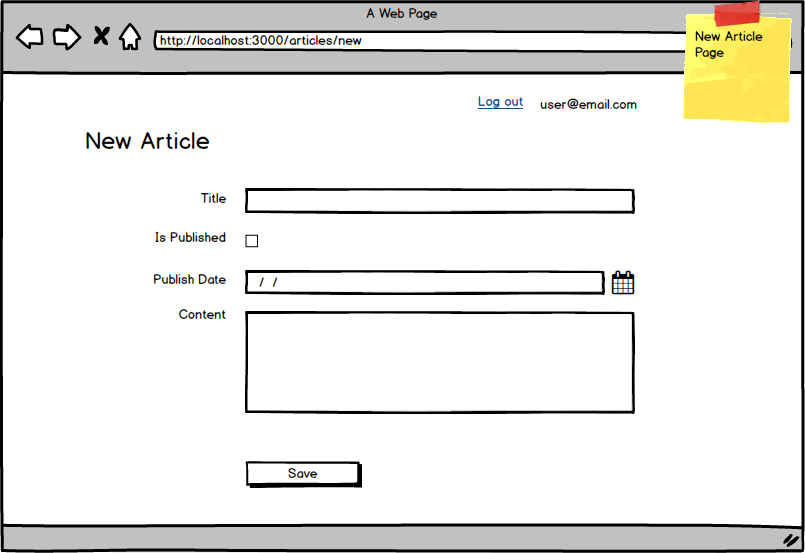 A Web Page
http://localhost:3000/articles/new
New Article
Page
Log out user@email.com
New Article
Title
Is Published
Publish Date / /
Content
Save